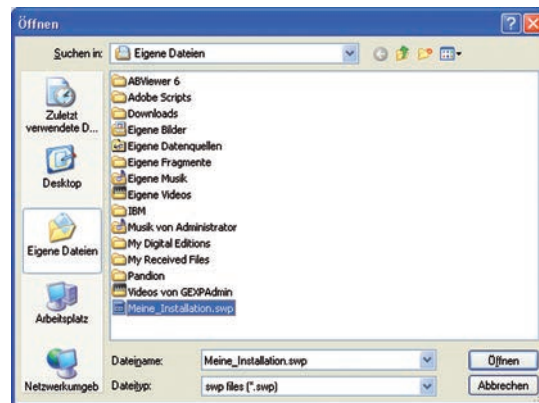 Öffnen
Suchen in:
Eigene Dateien
ABViewer 6
Adobe Scripts
Downloads
Eigene Bilder
Eigene Datenquellen
Eigene Fragmente
Eigene Musik
Eigene Videos
IBM
Musik von Administrator
My Digital Editions
My Received Files
Pandion
Videos von GEXPAdmin
Meine_Installation.swp
Zuletzt
verwendete D...
Desktop
Eigene Dateien
Arbeitsplatz
Netzwerkumgeb
Dateiname:
Meine_Installation.swp
Öffnen
Dateityp:
swp files (*.swp)
Abbrechen